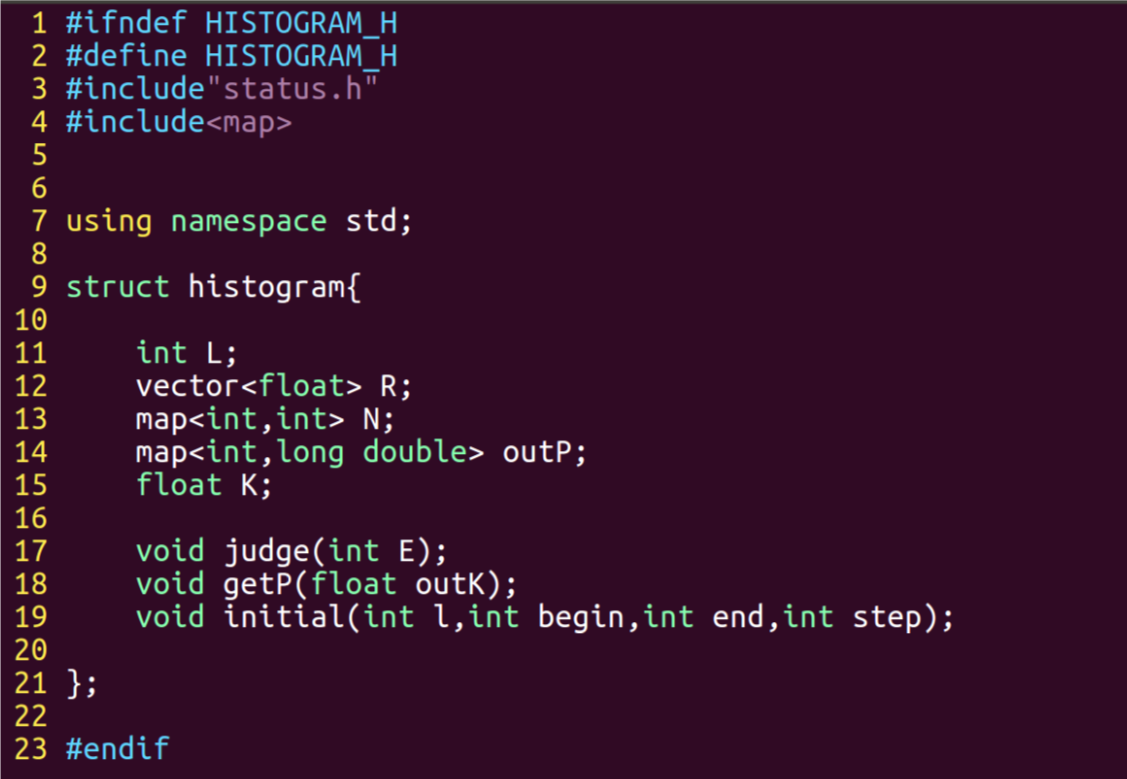 1 #ifndef HISTOGRAM_H
2 #define HISTOGRAM_H
3 #include"status.h"
4 #include<map>
5
6
7 using namespace std;
8
9 struct histogram{
10
11     int L;
12     vector<float> R;
13     map<int,int> N;
14     map<int,long double> outP;
15     float K;
16
17     void judge(int E);
18     void getP(float outK);
19     void initial(int l,int begin,int end,int step);
20
21 };
22
23 #endif